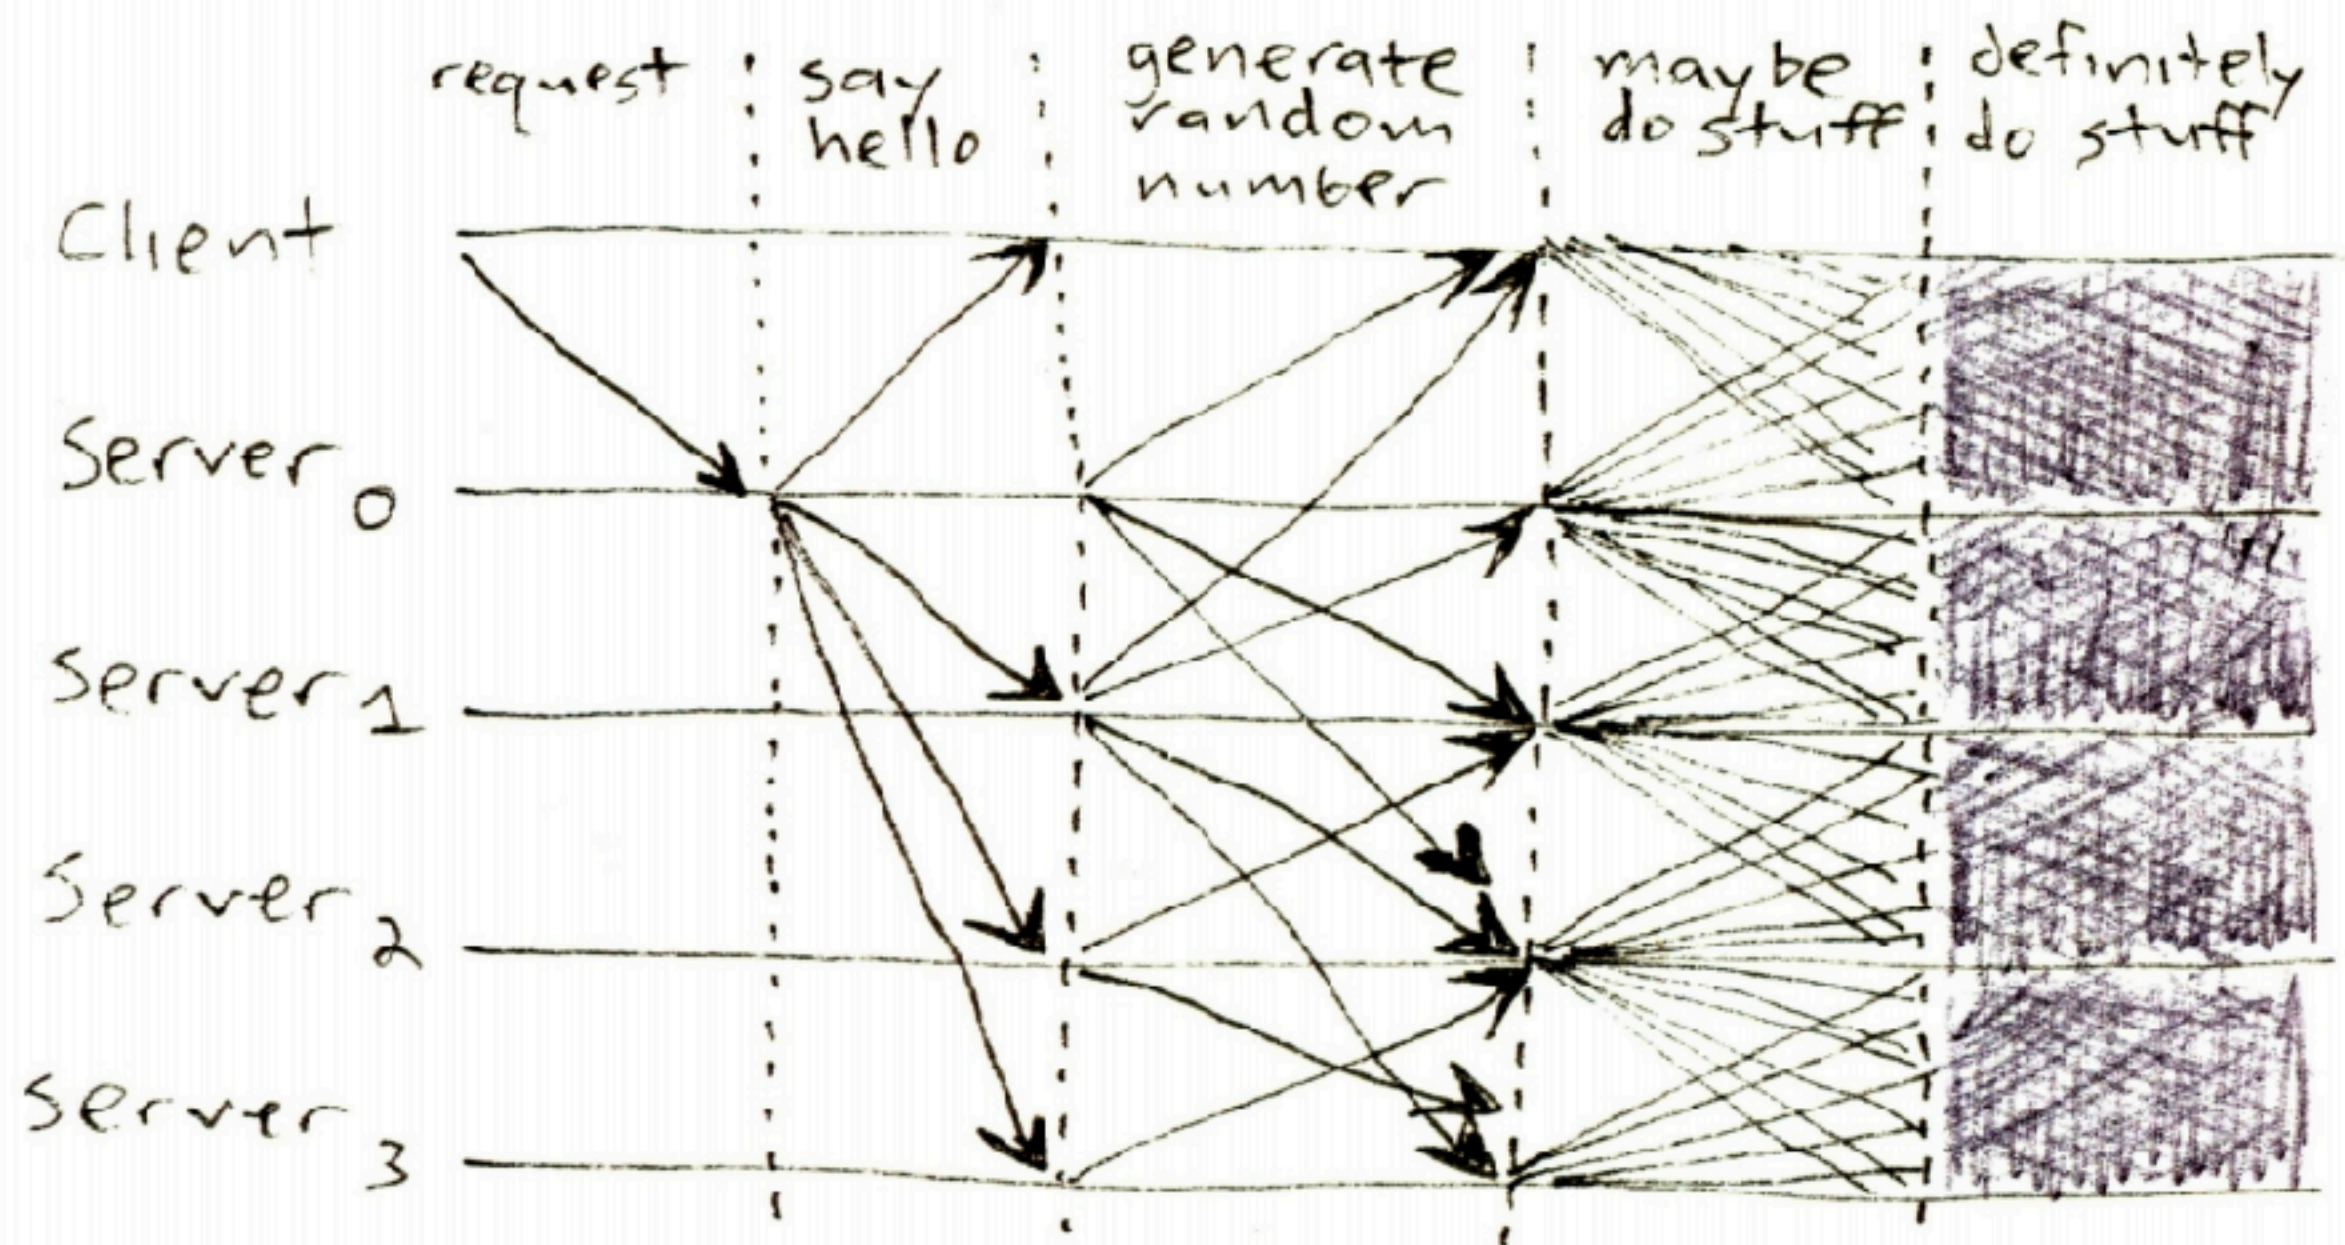 request
say
hello
generate
random
number
maybe
do stuff
definitely
do stuff
Client
Server 0
Server 1
Server 2
Server 3